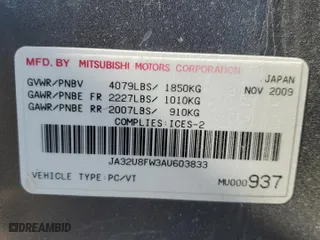 MFD. BY MITSUBISHI MOTORS CORPORATION
JAPAN
GVWR/PNBV 4079LBS/ 1850KG NOV 2009
GAWR/PNBE FR 2227LBS/ 1010KG
GAWR/PNBE RR 2007LBS/ 910KG
COMPLIES:ICES-2
JA32U8FW3AU603833
VEHICLE TYPE:PC/VT MU000937
DREAMBID